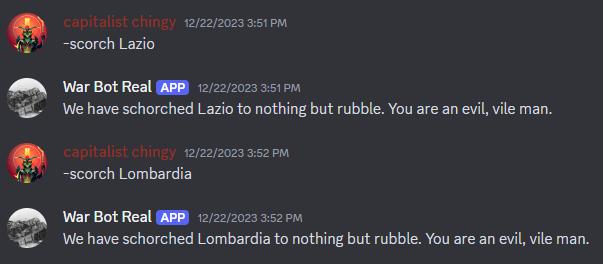 capitalist chingy 12/22/2023 3:51 PM
-scorch Lazio
War Bot Real APP 12/22/2023 3:51 PM
We have schorched Lazio to nothing but rubble. You are an evil, vile man.
capitalist chingy 12/22/2023 3:52 PM
-scorch Lombardia
War Bot Real APP 12/22/2023 3:52 PM
We have schorched Lombardia to nothing but rubble. You are an evil, vile man.